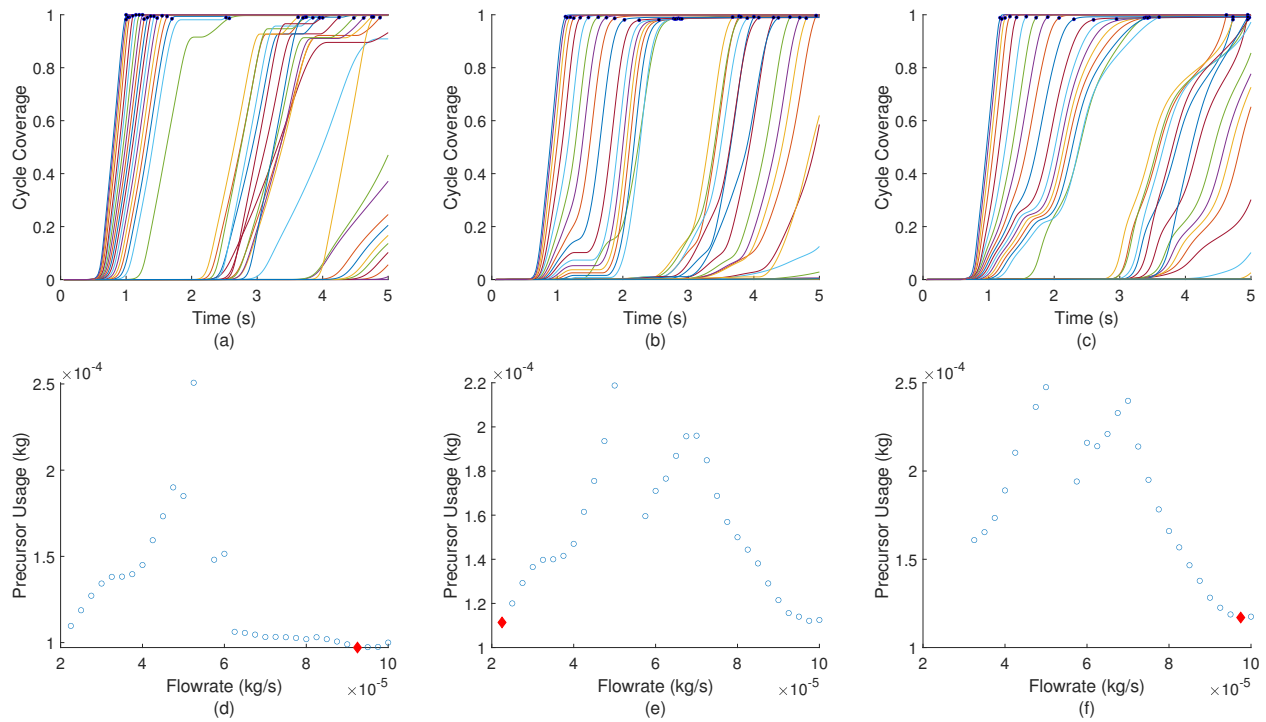 1
0.8
0.6
0.4
0.2
0
Cycle Coverage
0 1 2 3 4 5
Time (s)
(a)
1
0.8
0.6
0.4
0.2
0
Cycle Coverage
0 1 2 3 4 5
Time (s)
(b)
1
0.8
0.6
0.4
0.2
0
Cycle Coverage
0 1 2 3 4 5
Time (s)
(c)
×10⁻⁴
2.5
2
1.5
1
Precursor Usage (kg)
2 4 6 8 10
Flowrate (kg/s) ×10⁻⁵
(d)
×10⁻⁴
2.2
2
1.8
1.6
1.4
1.2
1
Precursor Usage (kg)
2 4 6 8 10
Flowrate (kg/s) ×10⁻⁵
(e)
×10⁻⁴
2.5
2
1.5
1
Precursor Usage (kg)
2 4 6 8 10
Flowrate (kg/s) ×10⁻⁵
(f)